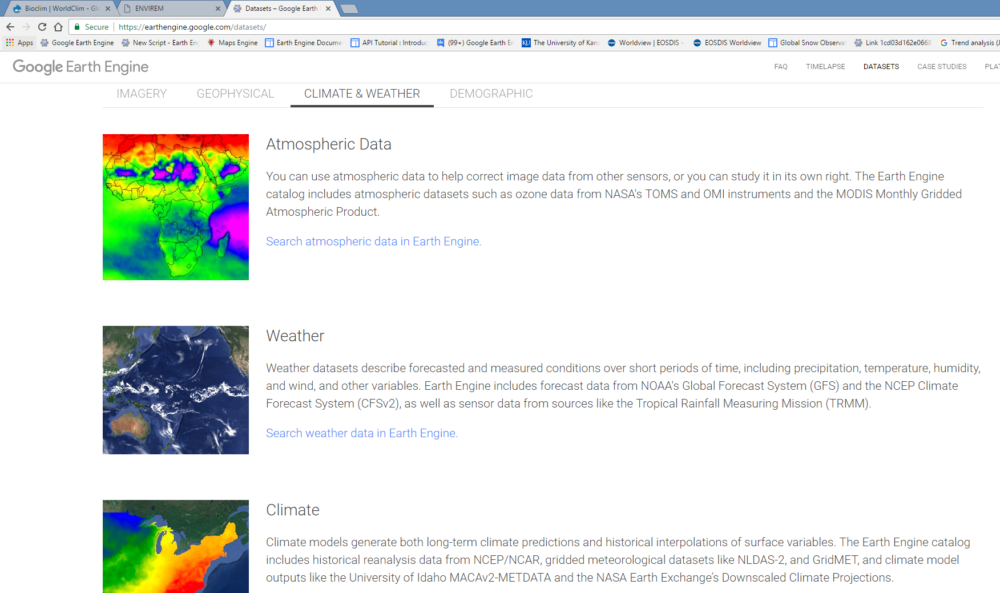 Bioclim | WorldClim - Glo
ENVIREM
Datasets – Google Earth
Secure
https://earthengine.google.com/datasets/
Apps
Google Earth Engine
New Script - Earth Eng
Maps Engine
Earth Engine Docume
API Tutorial : Introduc
(99+) Google Earth En
KU
The University of Kans
Worldview | EOSDIS -
EOSDIS Worldview
Global Snow Observa
Link 1cd03d162e0668
Trend analysis (J
Google Earth Engine
FAQ
TIMELAPSE
DATASETS
CASE STUDIES
PLAT
IMAGERY
GEOPHYSICAL
CLIMATE & WEATHER
DEMOGRAPHIC
Atmospheric Data
You can use atmospheric data to help correct image data from other sensors, or you can study it in its own right. The Earth Engine
catalog includes atmospheric datasets such as ozone data from NASA's TOMS and OMI instruments and the MODIS Monthly Gridded
Atmospheric Product.
Search atmospheric data in Earth Engine.
Weather
Weather datasets describe forecasted and measured conditions over short periods of time, including precipitation, temperature, humidity,
and wind, and other variables. Earth Engine includes forecast data from NOAA's Global Forecast System (GFS) and the NCEP Climate
Forecast System (CFSv2), as well as sensor data from sources like the Tropical Rainfall Measuring Mission (TRMM).
Search weather data in Earth Engine.
Climate
Climate models generate both long-term climate predictions and historical interpolations of surface variables. The Earth Engine catalog
includes historical reanalysis data from NCEP/NCAR, gridded meteorological datasets like NLDAS-2, and GridMET, and climate model
outputs like the University of Idaho MACAv2-METDATA and the NASA Earth Exchange’s Downscaled Climate Projections.